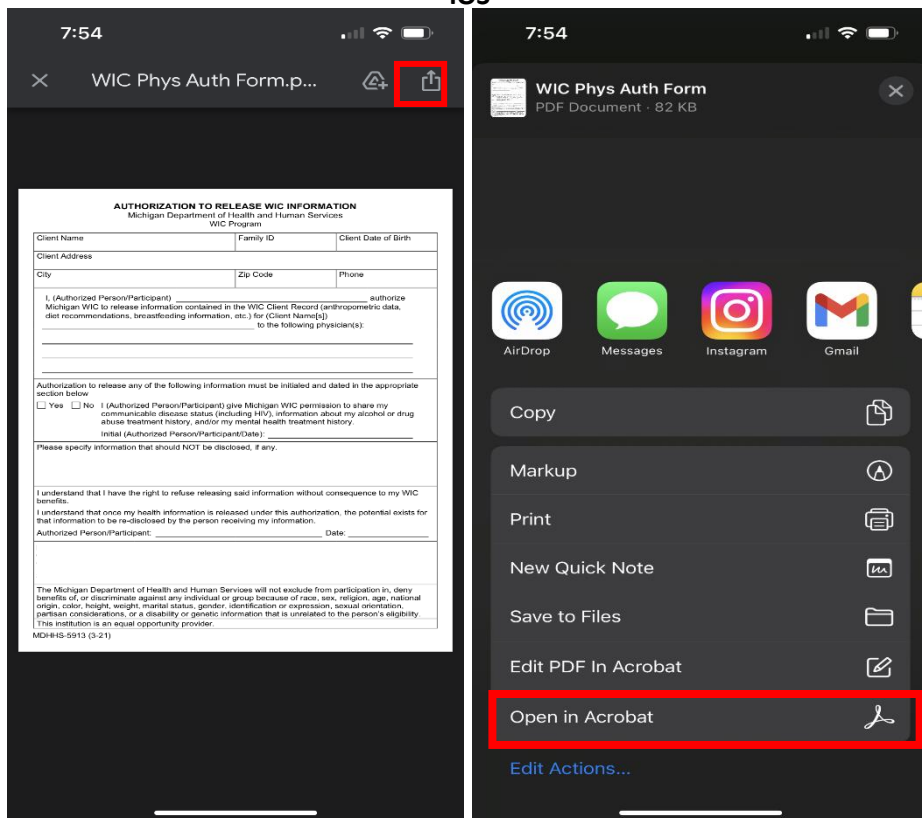 iOS
7:54
WIC Phys Auth Form.p...
AUTHORIZATION TO RELEASE WIC INFORMATION
Michigan Department of Health and Human Services
WIC Program
Client Name Family ID Client Date of Birth
Client Address
City Zip Code Phone
I, (Authorized Person/Participant) authorize
Michigan WIC to release information contained in the WIC Client Record (anthropometric data,
diet recommendations, breastfeeding information, etc.) for (Client Name[s])
to the following physician(s):
Authorization to release any of the following information must be initialed and dated in the appropriate
section below
Yes No I (Authorized Person/Participant) give Michigan WIC permission to share my
communicable disease status (including HIV), information about my alcohol or drug
abuse treatment history, and/or my mental health treatment history.
Initial (Authorized Person/Participant/Date):
Please specify information that should NOT be disclosed, if any.
I understand that I have the right to refuse releasing said information without consequence to my WIC
benefits.
I understand that once my health information is released under this authorization, the potential exists for
that information to be re-disclosed by the person receiving my information.
Authorized Person/Participant: Date:
The Michigan Department of Health and Human Services will not exclude from participation in, deny
benefits of, or discriminate against any individual or group because of race, sex, religion, age, national
origin, color, height, weight, marital status, gender, identification or expression, sexual orientation,
partisan considerations, or a disability or genetic information that is unrelated to the person's eligibility.
This institution is an equal opportunity provider.
MDHHS-5913 (3-21)
7:54
WIC Phys Auth Form
PDF Document · 82 KB
AirDrop Messages Instagram Gmail
Copy
Markup
Print
New Quick Note
Save to Files
Edit PDF In Acrobat
Open in Acrobat
Edit Actions...